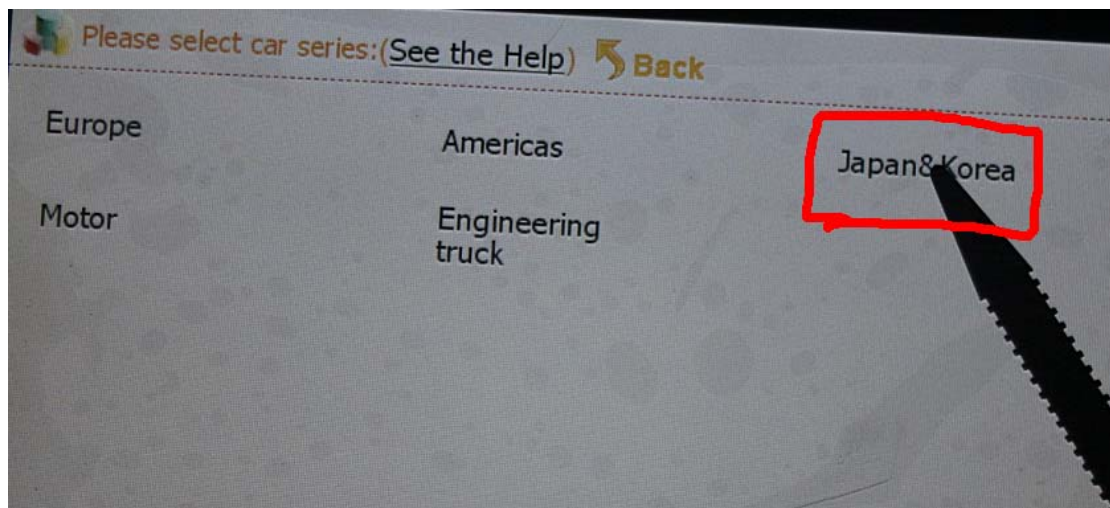 Please select car series:(See the Help) Back
Europe
Americas
Japan&Korea
Motor
Engineering
truck